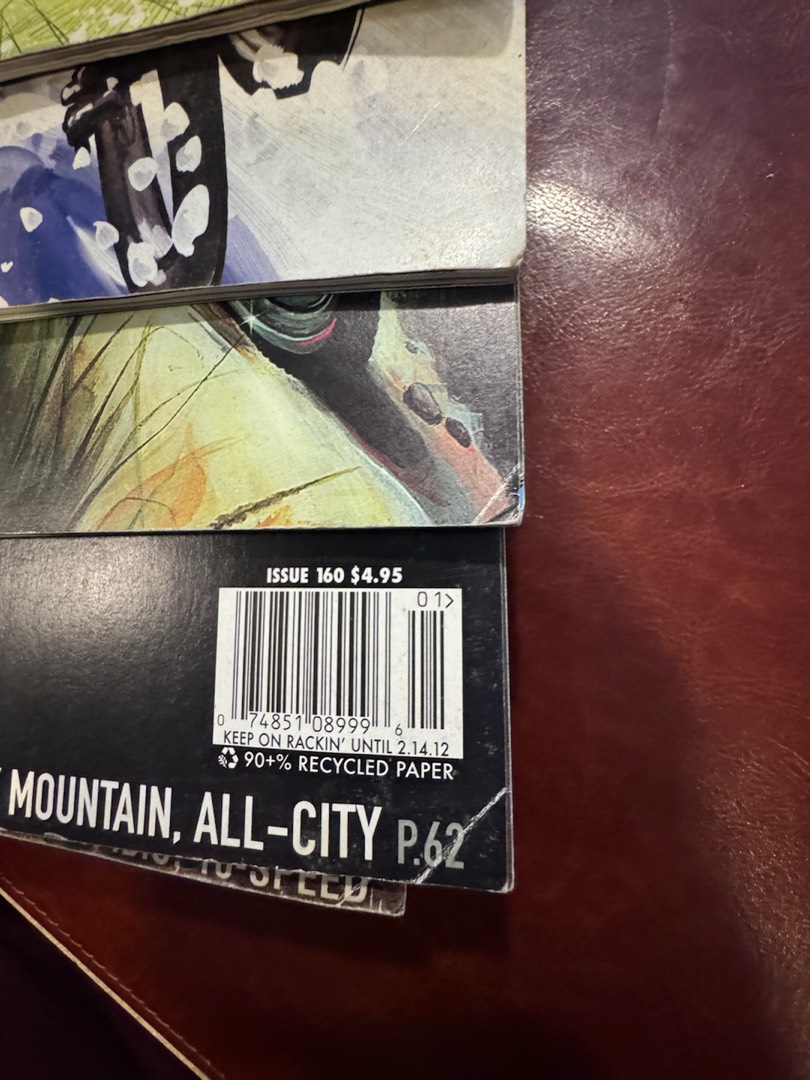 ISSUE 160 $4.95
01>
0 74851 08999 6
KEEP ON RACKIN' UNTIL 2.14.12
90+% RECYCLED PAPER
MOUNTAIN, ALL-CITY P.62